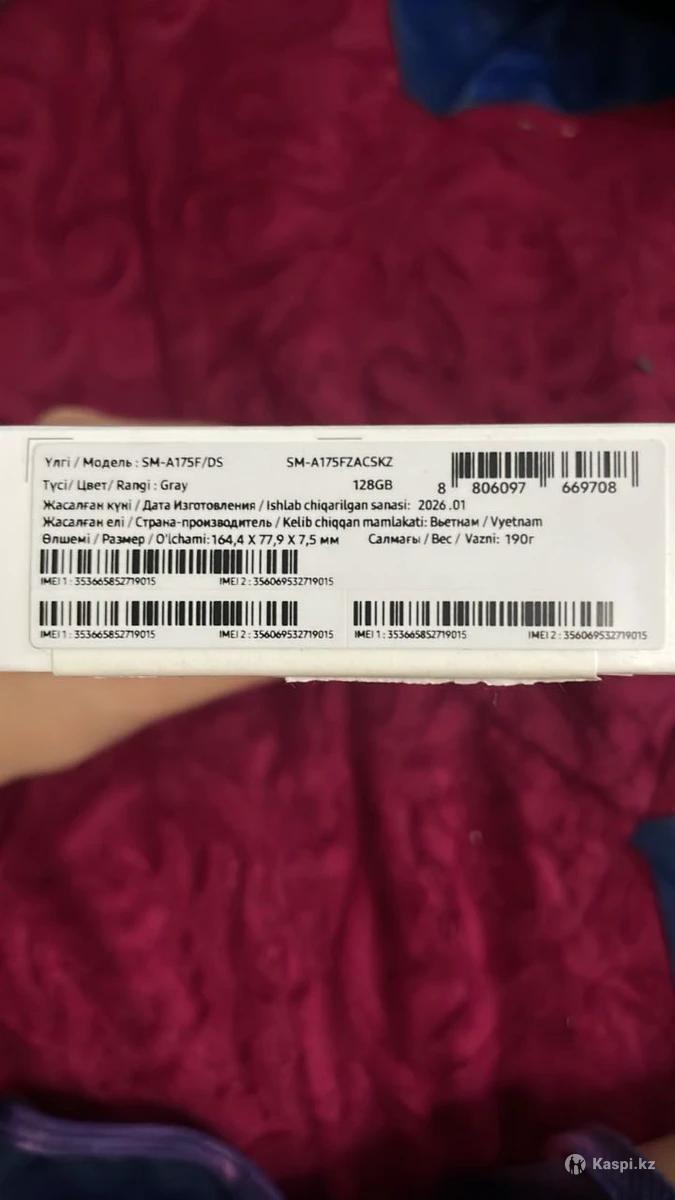 Үлгі / Модель : SM-A175F/DS SM-A175FZACSKZ
Түсі/ Цвет/ Rangi : Gray 128GB
8 806097 669708
Жасалған күні / Дата Изготовления / Ishlab chiqarilgan sanasi: 2026 .01
Жасалған елі / Страна-производитель / Kelib chiqqan mamlakati: Вьетнам / Vyetnam
Өлшемі / Размер / O'lchami: 164,4 X 77,9 X 7,5 мм Салмағы / Вес / Vazni: 190г
IMEI 1 : 353665852719015 IMEI 2 : 356069532719015
IMEI 1 : 353665852719015 IMEI 2 : 356069532719015 IMEI 1 : 353665852719015 IMEI 2 : 356069532719015
Kaspi.kz